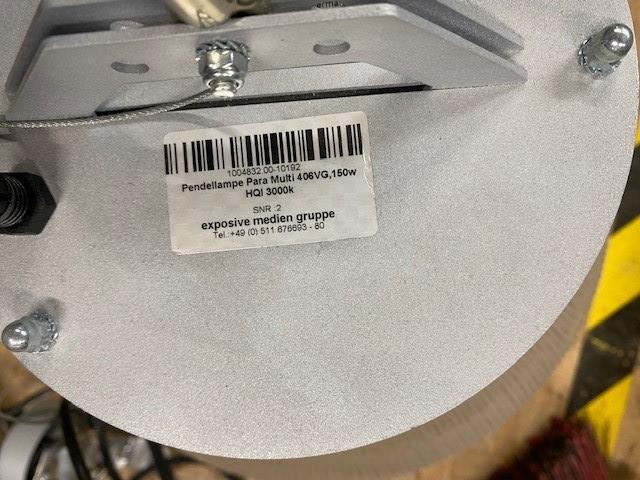 1004832.00-10192
Pendellampe Para Multi 406VG,150w
HQI 3000k
SNR :2
exposive medien gruppe
Tel.:+49 (0) 511 676693 - 80